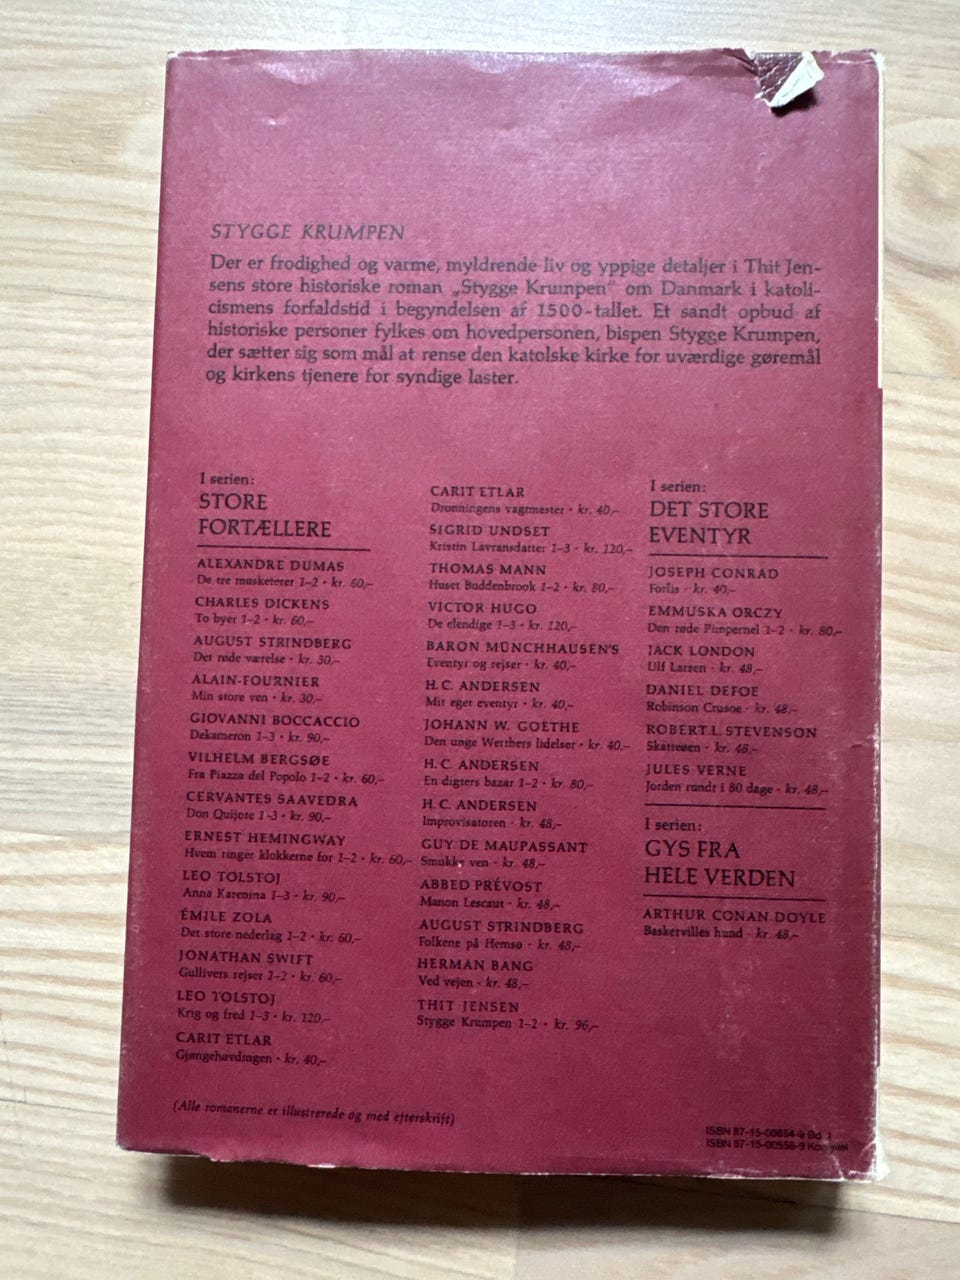 STYGGE KRUMPEN
Der er frodighed og varme, myldrende liv og yppige detaljer i Thit Jen-
sens store historiske roman „Stygge Krumpen” om Danmark i katoli-
cismens forfaldstid i begyndelsen af 1500-tallet. Et sandt opbud af
historiske personer fylkes om hovedpersonen, bispen Stygge Krumpen,
der sætter sig som mål at rense den katolske kirke for uværdige gøremål
og kirkens tjenere for syndige laster.
I serien:
STORE
FORTÆLLERE
ALEXANDRE DUMAS
De tre musketerer 1–2 · kr. 60,–
CHARLES DICKENS
To byer 1–2 · kr. 60,–
AUGUST STRINDBERG
Det røde værelse · kr. 30,–
ALAIN-FOURNIER
Min store ven · kr. 30,–
GIOVANNI BOCCACCIO
Dekameron 1–3 · kr. 90,–
VILHELM BERGSØE
Fra Piazza del Popolo 1–2 · kr. 60,–
CERVANTES SAAVEDRA
Don Quijote 1–3 · kr. 90,–
ERNEST HEMINGWAY
Hvem ringer klokkerne for 1–2 · kr. 60,–
LEO TOLSTOJ
Anna Karenina 1–3 · kr. 90,–
ÉMILE ZOLA
Det store nederlag 1–2 · kr. 60,–
JONATHAN SWIFT
Gullivers rejser 1–2 · kr. 60,–
LEO TOLSTOJ
Krig og fred 1–3 · kr. 120,–
CARIT ETLAR
Gjøngehøvdingen · kr. 40,–
CARIT ETLAR
Dronningens vagtmester · kr. 40,–
SIGRID UNDSET
Kristin Lavransdatter 1–3 · kr. 120,–
THOMAS MANN
Huset Buddenbrook 1–2 · kr. 80,–
VICTOR HUGO
De elendige 1–3 · kr. 120,–
BARON MÜNCHHAUSEN'S
Eventyr og rejser · kr. 40,–
H. C. ANDERSEN
Mit eget eventyr · kr. 40,–
JOHANN W. GOETHE
Den unge Werthers lidelser · kr. 40,–
H. C. ANDERSEN
En digters bazar 1–2 · kr. 80,–
H. C. ANDERSEN
Improvisatoren · kr. 48,–
GUY DE MAUPASSANT
Smukke ven · kr. 48,–
ABBED PRÉVOST
Manon Lescaut · kr. 48,–
AUGUST STRINDBERG
Folkene på Hemsø · kr. 48,–
HERMAN BANG
Ved vejen · kr. 48,–
THIT JENSEN
Stygge Krumpen 1–2 · kr. 96,–
I serien:
DET STORE
EVENTYR
JOSEPH CONRAD
Forlis · kr. 40,–
EMMUSKA ORCZY
Den røde Pimpernel 1–2 · kr. 80,–
JACK LONDON
Ulf Larsen · kr. 48,–
DANIEL DEFOE
Robinson Crusoe · kr. 48,–
ROBERT L. STEVENSON
Skatteøen · kr. 48,–
JULES VERNE
Jorden rundt i 80 dage · kr. 48,–
I serien:
GYS FRA
HELE VERDEN
ARTHUR CONAN DOYLE
Baskervilles hund · kr. 48,–
(Alle romanerne er illustrerede og med efterskrift)
ISBN 87-15-00654-9 Bd. 1
ISBN 87-15-00556-9